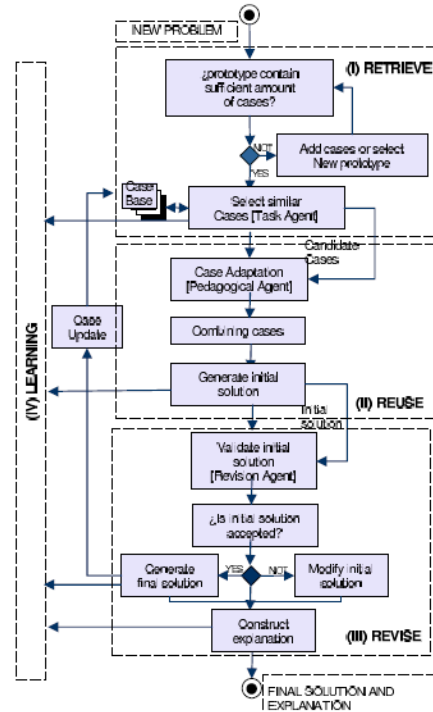 NEW PROBLEM
(I) RETRIEVE
¿prototype contain
sufficient amount
of cases?
NOT
Add cases or select
New prototype
YES
Case
Base
Select similar
Cases [Task Agent]
Candidate
Cases
Case Adaptation
[Pedagogical Agent]
Case
Update
Combining cases
(IV) LEARNING
Generate initial
solution
(II) REUSE
Initial
solution
Validate initial
solution
[Revision Agent]
¿Is initial solution
accepted?
Generate
final solution
YES
NOT
Modify initial
solution
Construct
explanation
(III) REVISE
FINAL SOLUTION AND
EXPLANATION